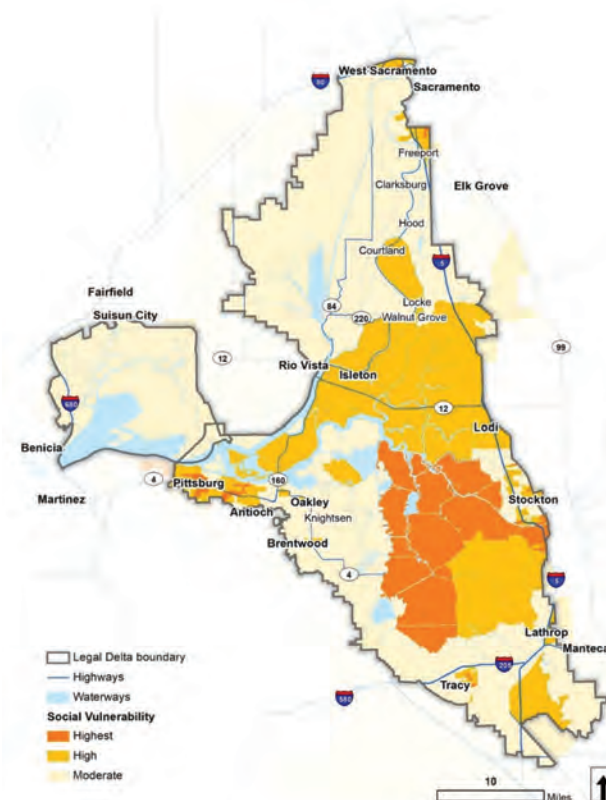 80
West Sacramento
Sacramento
Freeport
Clarksburg
Elk Grove
Hood
Courtland
5
Fairfield
Suisun City
84
Locke
220
Walnut Grove
12
99
Rio Vista
Isleton
680
12
Lodi
Benicia
4
160
Pittsburg
Stockton
Martinez
Antioch
Oakley
Knightsen
Brentwood
4
5
Lathrop
Manteca
205
Tracy
580
Legal Delta boundary
Highways
Waterways
Social Vulnerability
Highest
High
Moderate
10
Miles